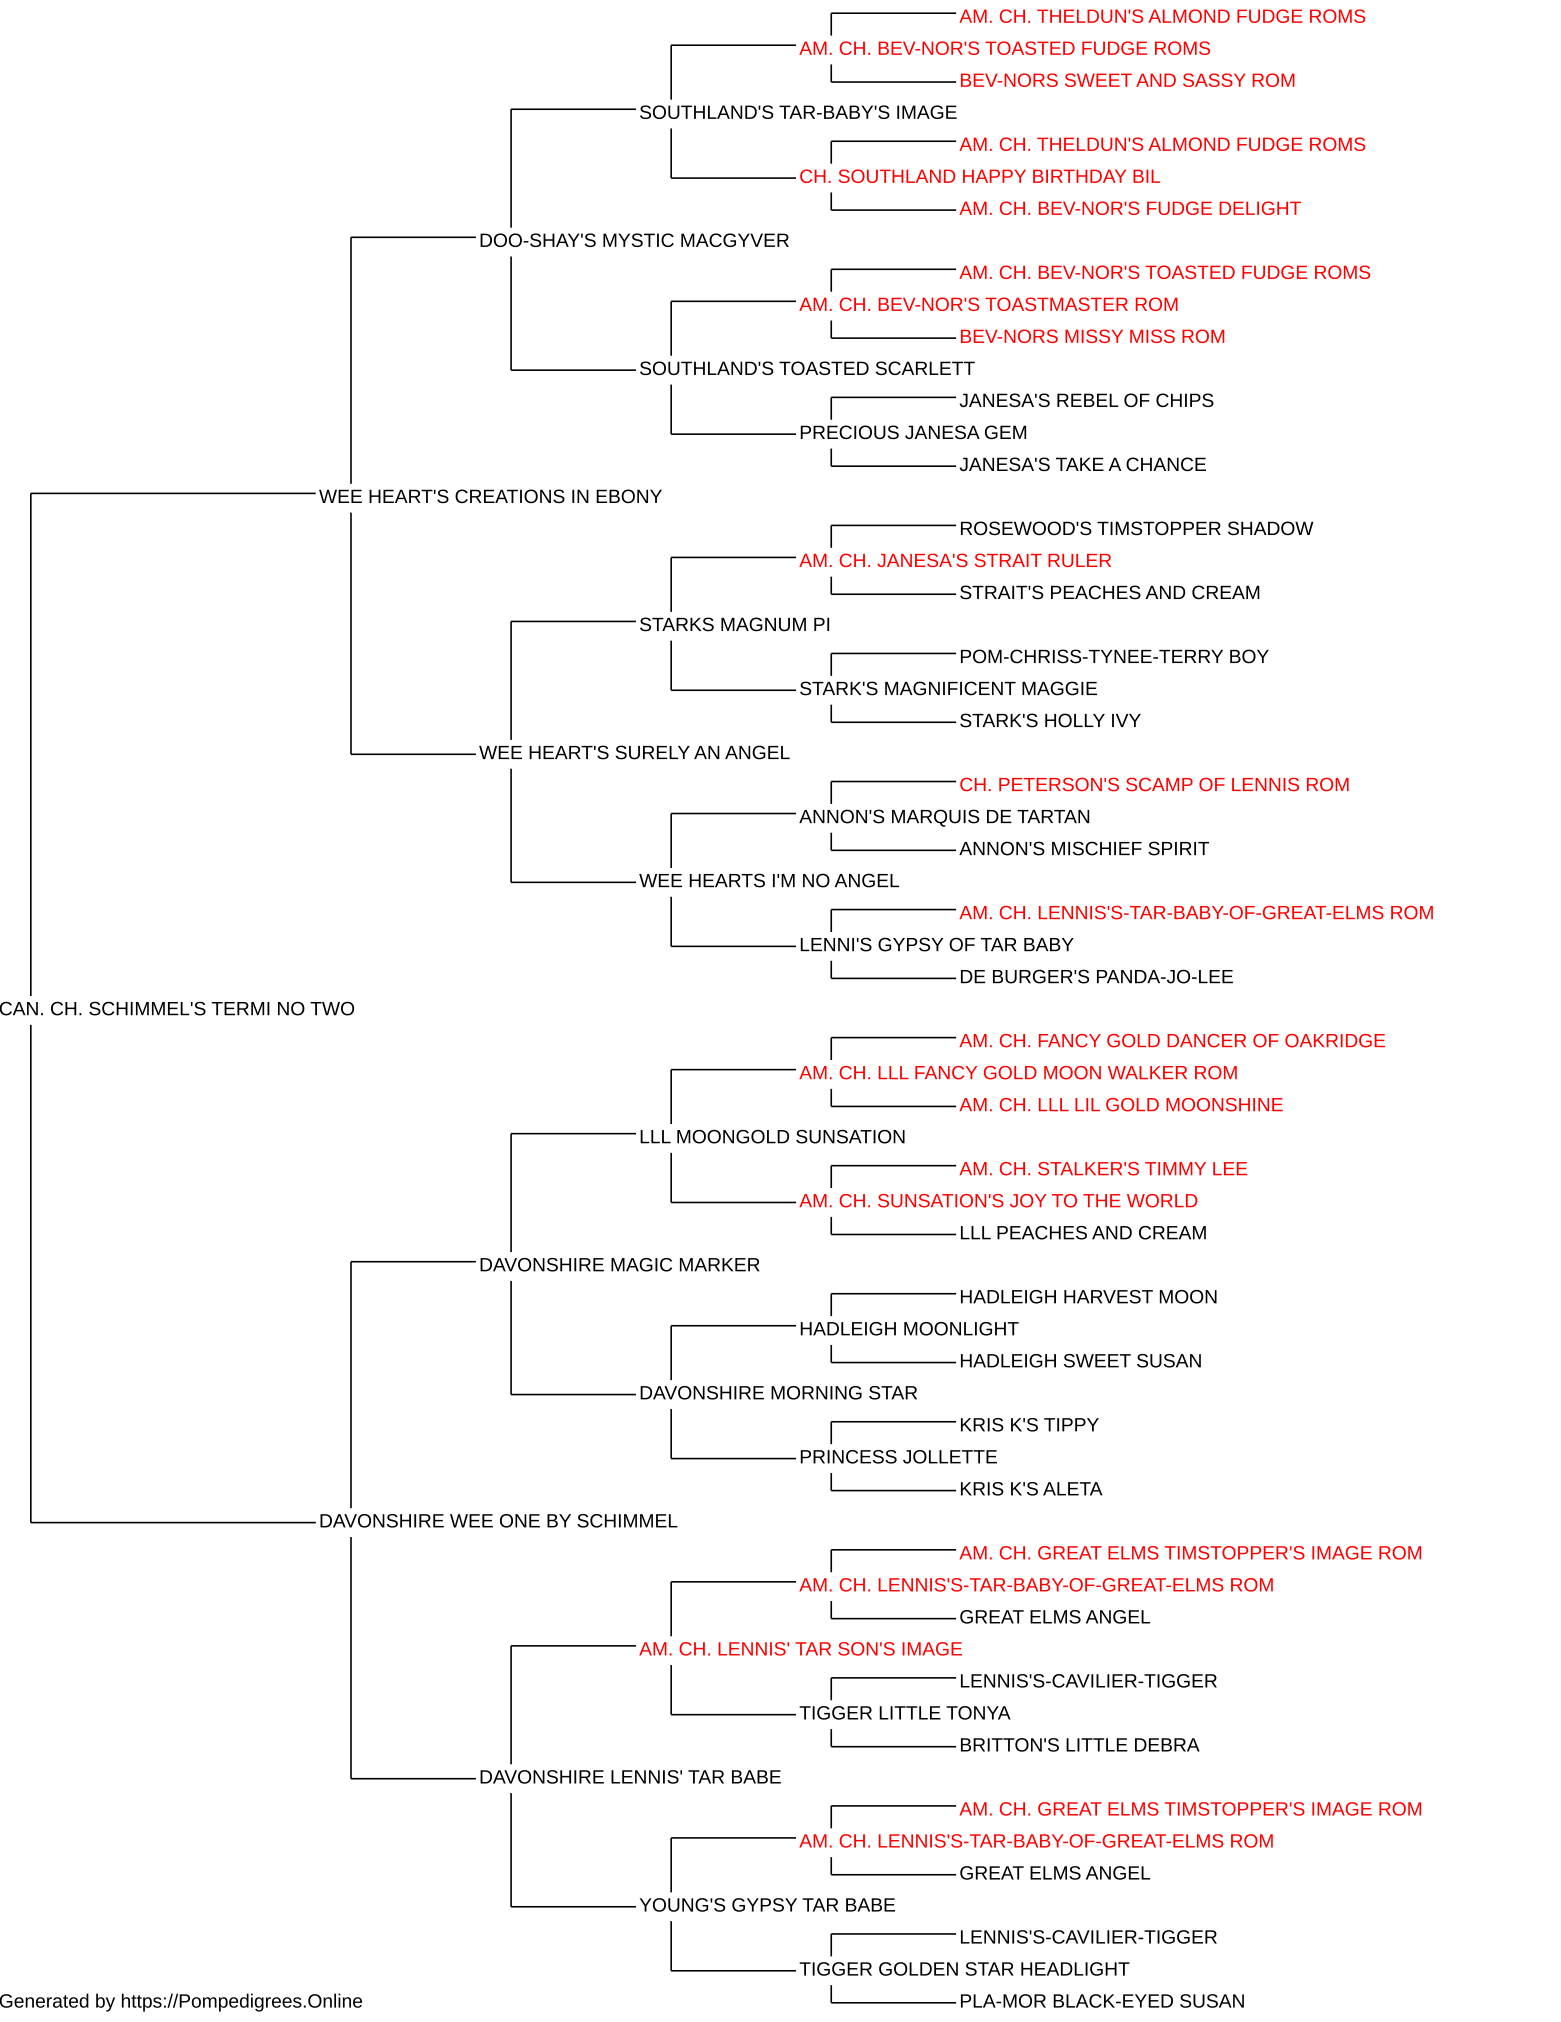 AM. CH. THELDUN'S ALMOND FUDGE ROMS
AM. CH. BEV-NOR'S TOASTED FUDGE ROMS
BEV-NORS SWEET AND SASSY ROM
SOUTHLAND'S TAR-BABY'S IMAGE
AM. CH. THELDUN'S ALMOND FUDGE ROMS
CH. SOUTHLAND HAPPY BIRTHDAY BIL
AM. CH. BEV-NOR'S FUDGE DELIGHT
DOO-SHAY'S MYSTIC MACGYVER
AM. CH. BEV-NOR'S TOASTED FUDGE ROMS
AM. CH. BEV-NOR'S TOASTMASTER ROM
BEV-NORS MISSY MISS ROM
SOUTHLAND'S TOASTED SCARLETT
JANESA'S REBEL OF CHIPS
PRECIOUS JANESA GEM
JANESA'S TAKE A CHANCE
WEE HEART'S CREATIONS IN EBONY
ROSEWOOD'S TIMSTOPPER SHADOW
AM. CH. JANESA'S STRAIT RULER
STRAIT'S PEACHES AND CREAM
STARKS MAGNUM PI
POM-CHRISS-TYNEE-TERRY BOY
STARK'S MAGNIFICENT MAGGIE
STARK'S HOLLY IVY
WEE HEART'S SURELY AN ANGEL
CH. PETERSON'S SCAMP OF LENNIS ROM
ANNON'S MARQUIS DE TARTAN
ANNON'S MISCHIEF SPIRIT
WEE HEARTS I'M NO ANGEL
AM. CH. LENNIS'S-TAR-BABY-OF-GREAT-ELMS ROM
LENNI'S GYPSY OF TAR BABY
DE BURGER'S PANDA-JO-LEE
CAN. CH. SCHIMMEL'S TERMI NO TWO
AM. CH. FANCY GOLD DANCER OF OAKRIDGE
AM. CH. LLL FANCY GOLD MOON WALKER ROM
AM. CH. LLL LIL GOLD MOONSHINE
LLL MOONGOLD SUNSATION
AM. CH. STALKER'S TIMMY LEE
AM. CH. SUNSATION'S JOY TO THE WORLD
LLL PEACHES AND CREAM
DAVONSHIRE MAGIC MARKER
HADLEIGH HARVEST MOON
HADLEIGH MOONLIGHT
HADLEIGH SWEET SUSAN
DAVONSHIRE MORNING STAR
KRIS K'S TIPPY
PRINCESS JOLLETTE
KRIS K'S ALETA
DAVONSHIRE WEE ONE BY SCHIMMEL
AM. CH. GREAT ELMS TIMSTOPPER'S IMAGE ROM
AM. CH. LENNIS'S-TAR-BABY-OF-GREAT-ELMS ROM
GREAT ELMS ANGEL
AM. CH. LENNIS' TAR SON'S IMAGE
LENNIS'S-CAVILIER-TIGGER
TIGGER LITTLE TONYA
BRITTON'S LITTLE DEBRA
DAVONSHIRE LENNIS' TAR BABE
AM. CH. GREAT ELMS TIMSTOPPER'S IMAGE ROM
AM. CH. LENNIS'S-TAR-BABY-OF-GREAT-ELMS ROM
GREAT ELMS ANGEL
YOUNG'S GYPSY TAR BABE
LENNIS'S-CAVILIER-TIGGER
TIGGER GOLDEN STAR HEADLIGHT
PLA-MOR BLACK-EYED SUSAN
Generated by https://Pompedigrees.Online